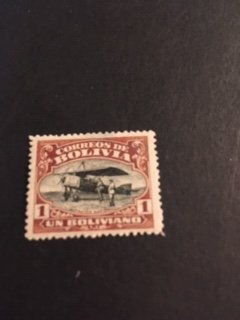 CORREOS DE
BOLIVIA
1 1
UN BOLIVIANO